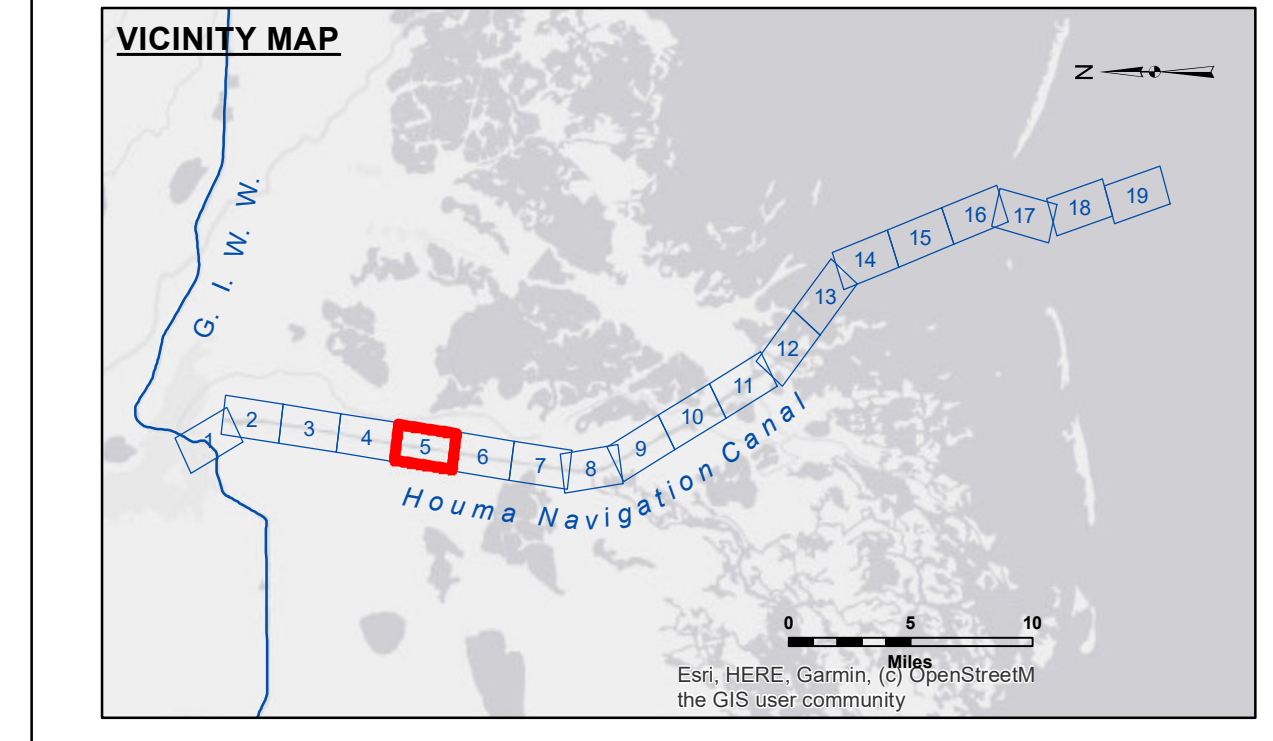 VICINITY MAP
N
G. I. W. W.
1
2
3
4
5
6
7
8
9
10
11
12
13
14
15
16
17
18
19
Houma Navigation Canal
0 5 10
Miles
Esri, HERE, Garmin, (c) OpenStreetM
the GIS user community